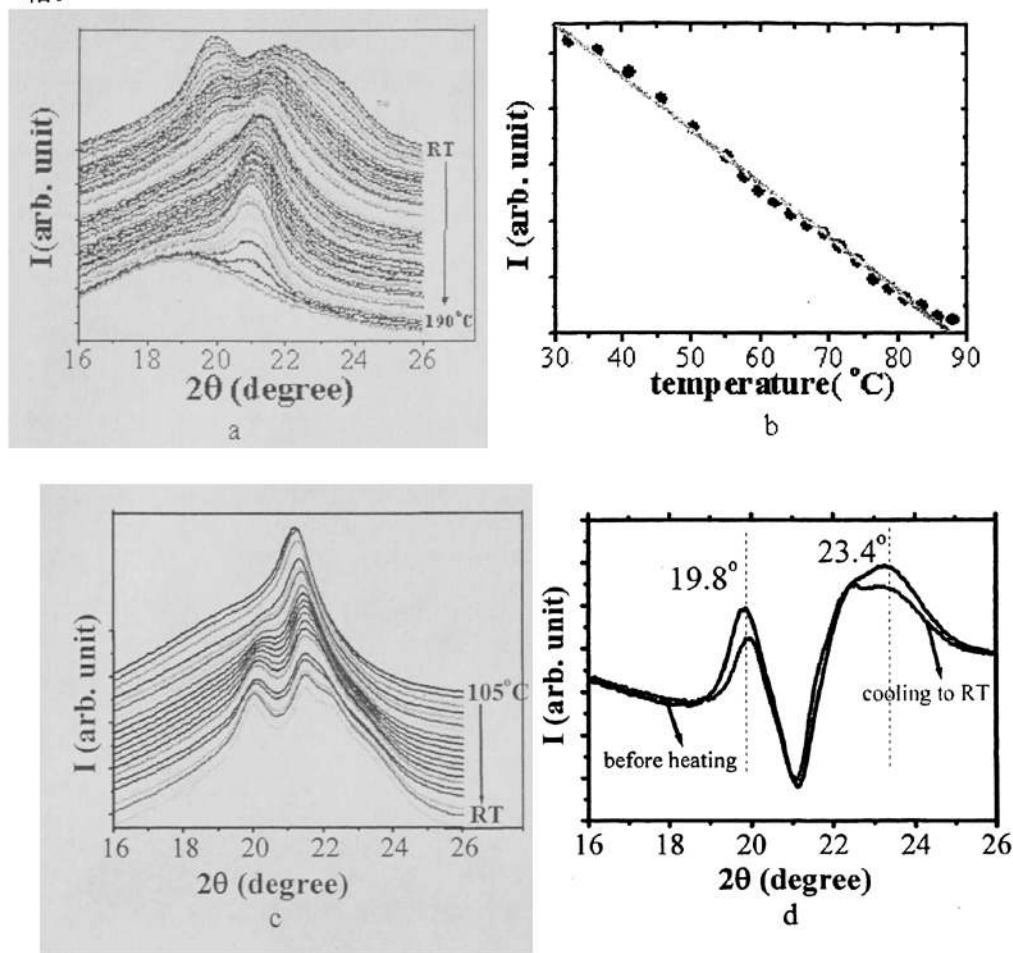 I (arb. unit)
RT
190°C
16 18 20 22 24 26
2θ (degree)
a
I (arb. unit)
30 40 50 60 70 80 90
temperature( °C)
b
I (arb. unit)
105°C
RT
16 18 20 22 24 26
2θ (degree)
c
I (arb. unit)
19.8°
23.4°
cooling to RT
before heating
16 18 20 22 24 26
2θ (degree)
d